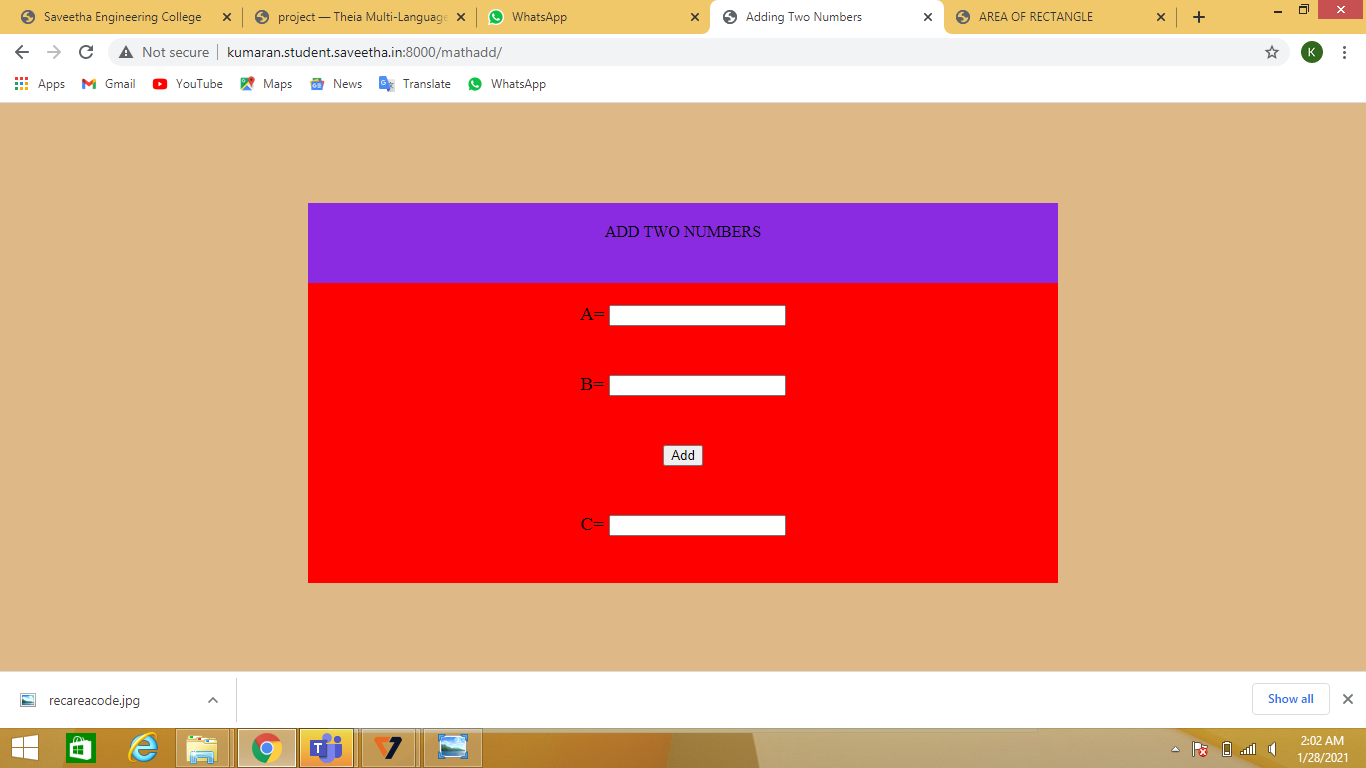 Saveetha Engineering College
project — Theia Multi-Language
WhatsApp
Adding Two Numbers
AREA OF RECTANGLE
Not secure
kumaran.student.saveetha.in:8000/mathadd/
K
Apps
Gmail
YouTube
Maps
News
Translate
WhatsApp
ADD TWO NUMBERS
A=
B=
Add
C=
recareacode.jpg
Show all
2:02 AM
1/28/2021